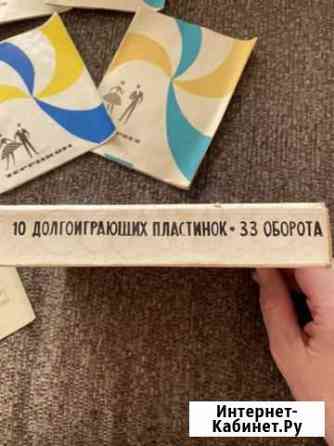 10 ДОЛГОИГРАЮЩИХ ПЛАСТИНОК • 33 ОБОРОТА
Интернет-
Кабинет.Ру